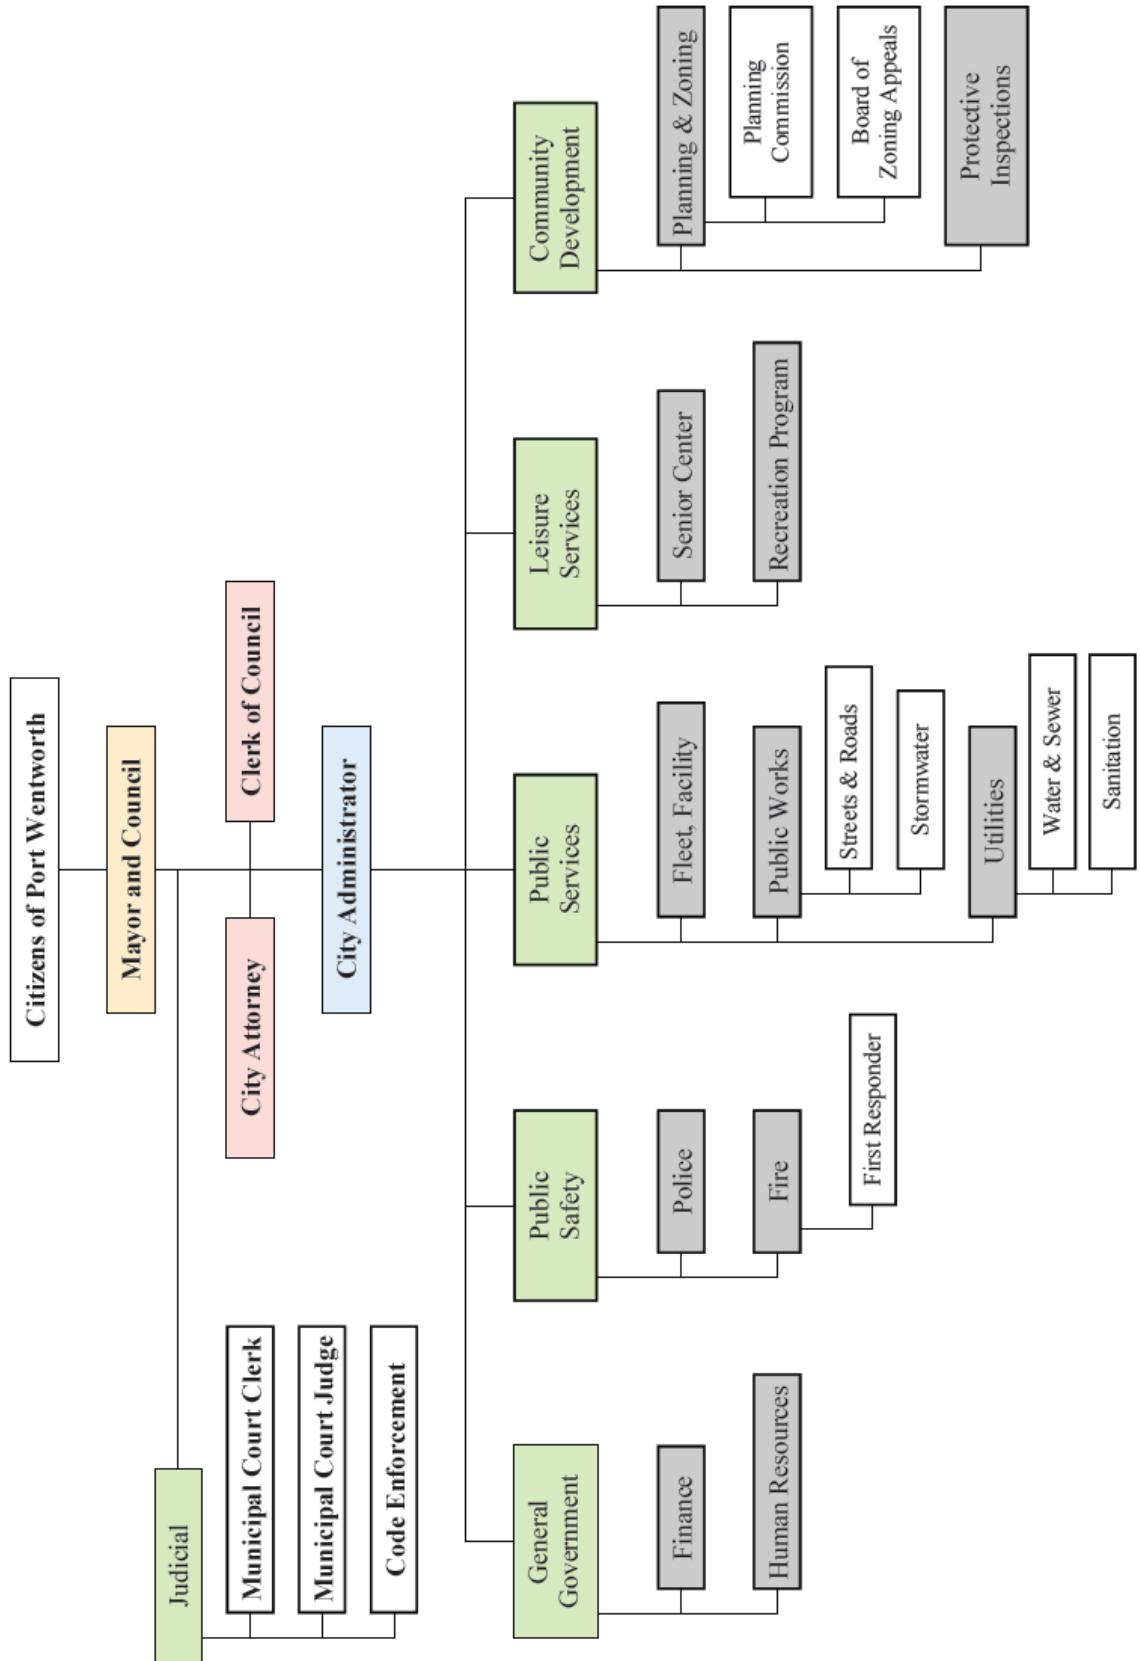 Citizens of Port Wentworth
Mayor and Council
Judicial
Municipal Court Clerk
Municipal Court Judge
Code Enforcement
City Attorney
Clerk of Council
City Administrator
General
Government
Finance
Human Resources
Public
Safety
Police
Fire
First Responder
Public
Services
Fleet, Facility
Public Works
Streets & Roads
Stormwater
Utilities
Water & Sewer
Sanitation
Leisure
Services
Senior Center
Recreation Program
Community
Development
Planning & Zoning
Planning
Commission
Board of
Zoning Appeals
Protective
Inspections